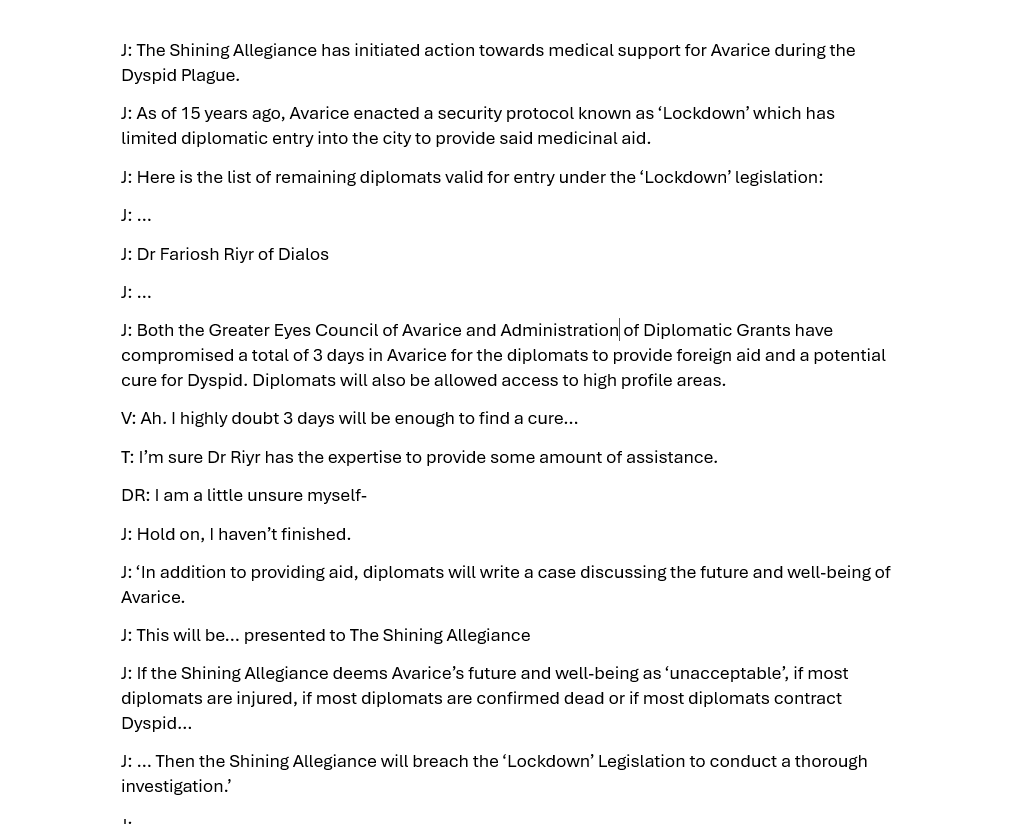 J: The Shining Allegiance has initiated action towards medical support for Avarice during the
Dyspid Plague.
J: As of 15 years ago, Avarice enacted a security protocol known as ‘Lockdown’ which has
limited diplomatic entry into the city to provide said medicinal aid.
J: Here is the list of remaining diplomats valid for entry under the ‘Lockdown’ legislation:
J: …
J: Dr Fariosh Riyr of Dialos
J: …
J: Both the Greater Eyes Council of Avarice and Administration of Diplomatic Grants have
compromised a total of 3 days in Avarice for the diplomats to provide foreign aid and a potential
cure for Dyspid. Diplomats will also be allowed access to high profile areas.
V: Ah. I highly doubt 3 days will be enough to find a cure…
T: I’m sure Dr Riyr has the expertise to provide some amount of assistance.
DR: I am a little unsure myself-
J: Hold on, I haven’t finished.
J: ‘In addition to providing aid, diplomats will write a case discussing the future and well-being of
Avarice.
J: This will be… presented to The Shining Allegiance
J: If the Shining Allegiance deems Avarice’s future and well-being as ‘unacceptable’, if most
diplomats are injured, if most diplomats are confirmed dead or if most diplomats contract
Dyspid…
J: … Then the Shining Allegiance will breach the ‘Lockdown’ Legislation to conduct a thorough
investigation.’
J: